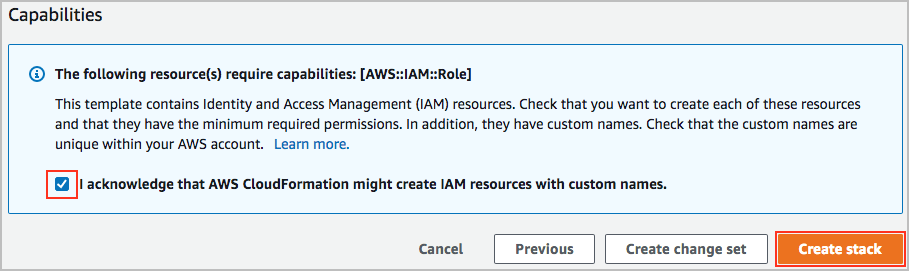 Capabilities
The following resource(s) require capabilities: [AWS::IAM::Role]
This template contains Identity and Access Management (IAM) resources. Check that you want to create each of these resources
and that they have the minimum required permissions. In addition, they have custom names. Check that the custom names are
unique within your AWS account. Learn more.
I acknowledge that AWS CloudFormation might create IAM resources with custom names.
Cancel Previous Create change set Create stack